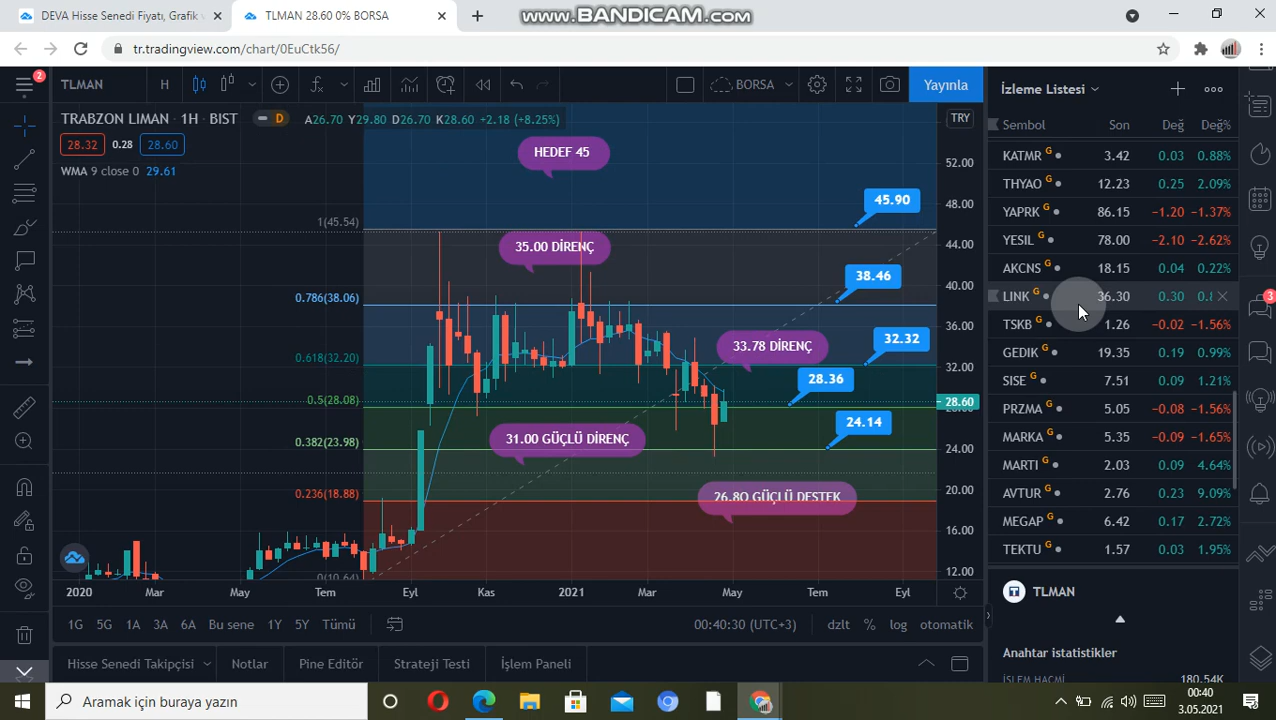 www.BANDICAM.com
DEVA Hisse Senedi Fiyatı, Grafik v
TLMAN 28.60 0% BORSA
tr.tradingview.com/chart/0EuCtk56/
2
TLMAN
H
BORSA
Yayınla
İzleme Listesi
TRABZON LIMAN · 1H · BIST
D
A26.70 Y29.80 D26.70 K28.60 +2.18 (+8.25%)
28.32
0.28
28.60
WMA 9 close 0 29.61
TRY
52.00
48.00
44.00
40.00
36.00
32.00
28.60
24.00
20.00
16.00
12.00
HEDEF 45
45.90
1(45.54)
35.00 DİRENÇ
38.46
0.786(38.06)
33.78 DİRENÇ
32.32
0.618(32.20)
28.36
0.5(28.08)
24.14
31.00 GÜÇLÜ DİRENÇ
0.382(23.98)
0.236(18.88)
26.80 GÜÇLÜ DESTEK
0(10.64)
2020
Mar
May
Tem
Eyl
Kas
2021
Mar
May
Tem
Eyl
1G
5G
1A
3A
6A
Bu sene
1Y
5Y
Tümü
00:40:30 (UTC+3)
dzlt
%
log
otomatik
Hisse Senedi Takipçisi
Notlar
Pine Editör
Strateji Testi
İşlem Paneli
Sembol Son Değ Değ%
KATMR G 3.42 0.03 0.88%
THYAO G 12.23 0.25 2.09%
YAPRK G 86.15 −1.20 −1.37%
YESIL G 78.00 −2.10 −2.62%
AKCNS G 18.15 0.04 0.22%
LINK G 36.30 0.30
TSKB G 1.26 −0.02 −1.56%
GEDIK G 19.35 0.19 0.99%
SISE G 7.51 0.09 1.21%
PRZMA G 5.05 −0.08 −1.56%
MARKA G 5.35 −0.09 −1.65%
MARTI G 2.03 0.09 4.64%
AVTUR G 2.76 0.23 9.09%
MEGAP G 6.42 0.17 2.72%
TEKTU G 1.57 0.03 1.95%
3
T
TLMAN
Anahtar istatistikler
İŞLEM HACMİ 180.54K
Aramak için buraya yazın
00:40
3.05.2021